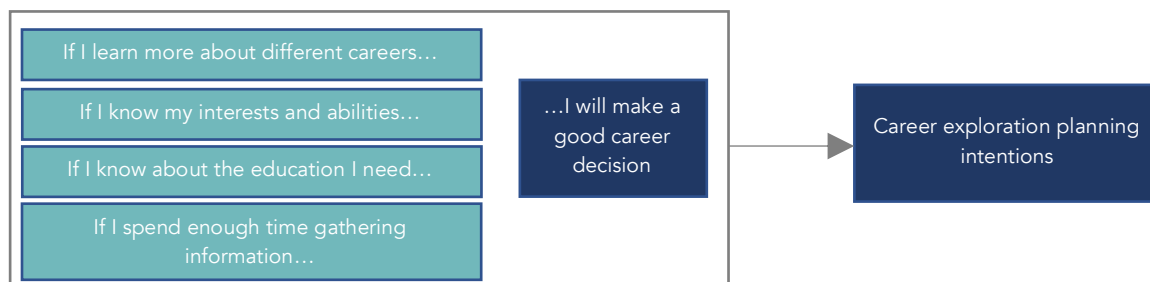 If I learn more about different careers…
If I know my interests and abilities…
If I know about the education I need…
If I spend enough time gathering
information…
…I will make a
good career
decision
Career exploration planning
intentions